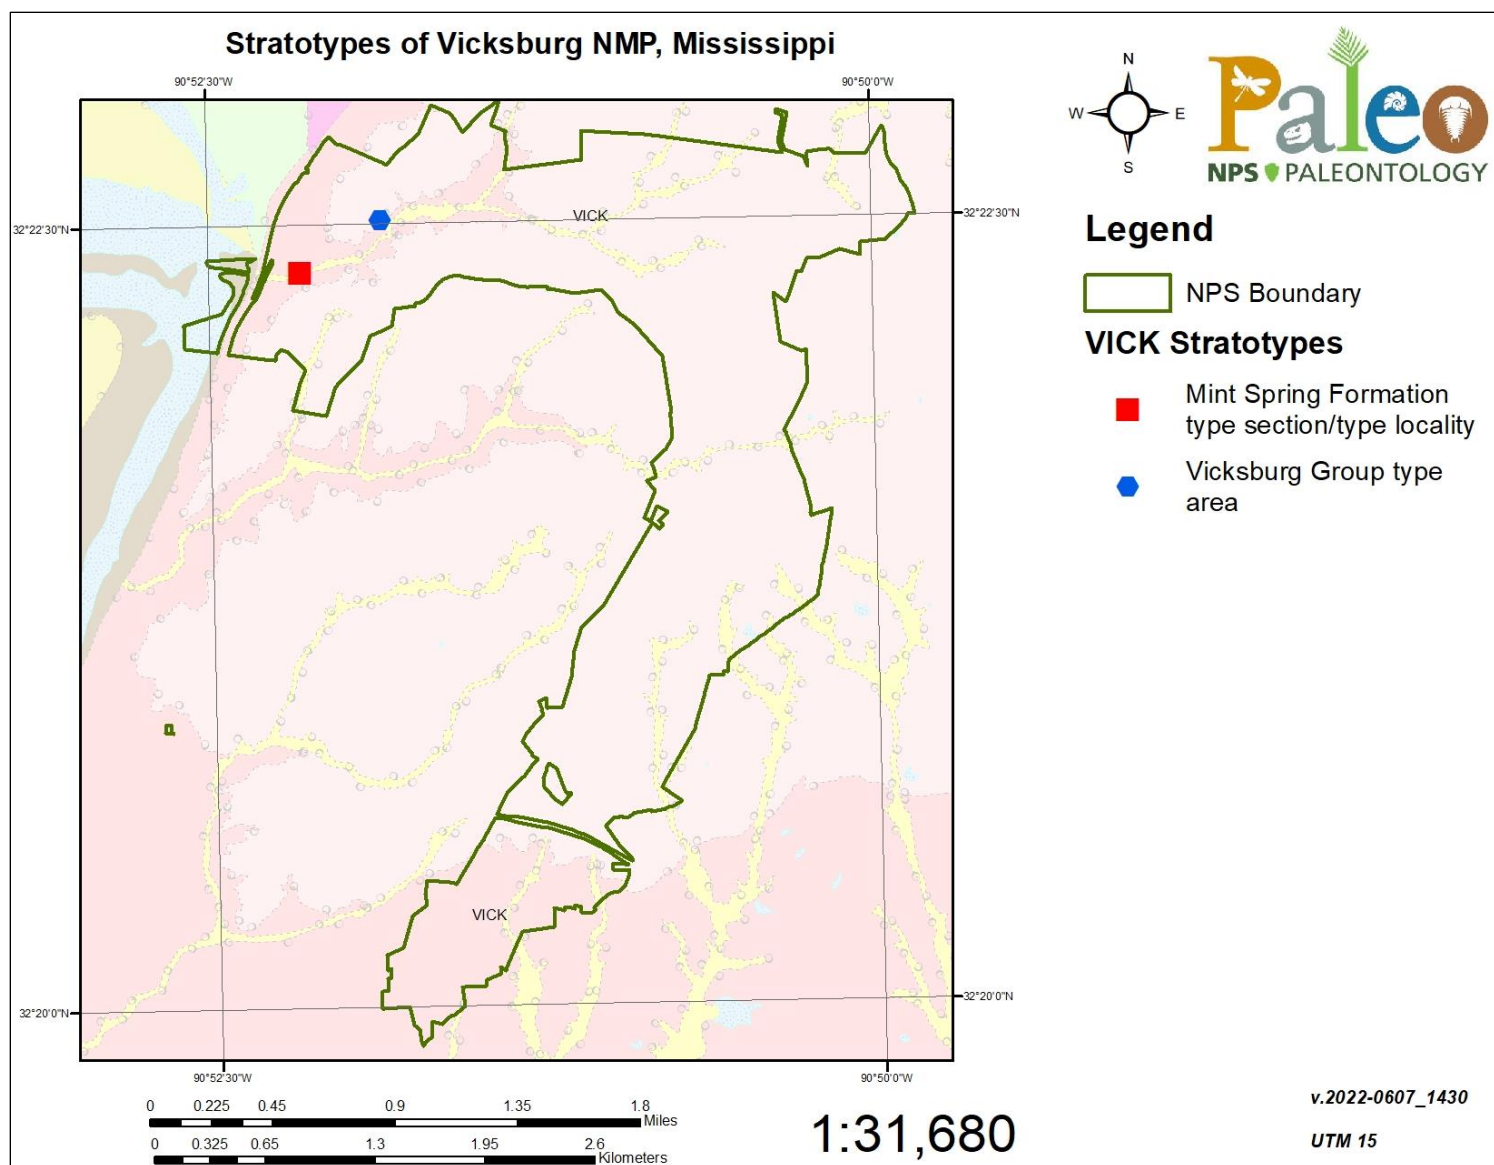 Stratotypes of Vicksburg NMP, Mississippi
90°52'30"W
90°50'0"W
N
W
E
S
Paleo
NPS PALEONTOLOGY
32°22'30"N
VICK
32°22'30"N
Legend
NPS Boundary
VICK Stratotypes
Mint Spring Formation
type section/type locality
Vicksburg Group type
area
VICK
32°20'0"N
32°20'0"N
90°52'30"W
90°50'0"W
0 0.225 0.45 0.9 1.35 1.8
Miles
0 0.325 0.65 1.3 1.95 2.6
Kilometers
1:31,680
v.2022-0607_1430
UTM 15